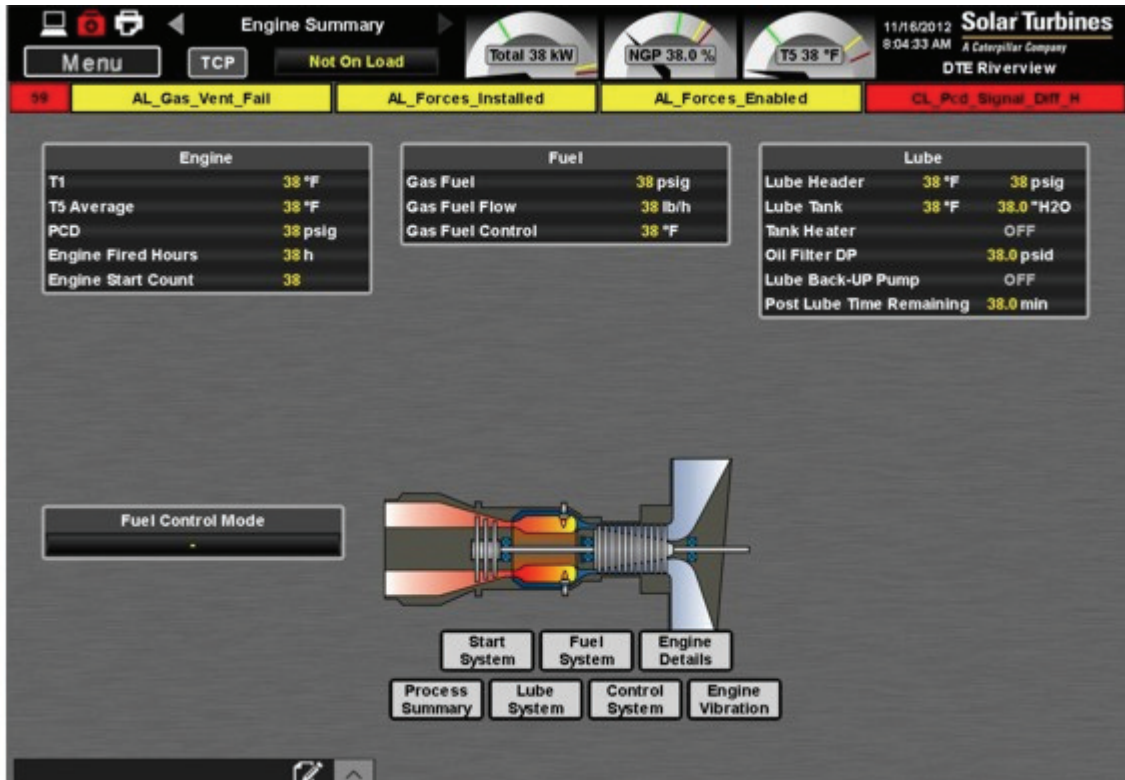 Engine Summary
Menu
TCP
Not On Load
Total 38 kW
NGP 38.0 %
T5 38 °F
11/16/2012
8:04:33 AM
Solar Turbines
A Caterpillar Company
DTE Riverview
59
AL_Gas_Vent_Fail
AL_Forces_Installed
AL_Forces_Enabled
CL_Pcd_Signal_Diff_H
Engine
T1 38 °F
T5 Average 38 °F
PCD 38 psig
Engine Fired Hours 38 h
Engine Start Count 38
Fuel
Gas Fuel 38 psig
Gas Fuel Flow 38 lb/h
Gas Fuel Control 38 °F
Lube
Lube Header 38 °F 38 psig
Lube Tank 38 °F 38.0 "H2O
Tank Heater OFF
Oil Filter DP 38.0 psid
Lube Back-UP Pump OFF
Post Lube Time Remaining 38.0 min
Fuel Control Mode
-
Start
System
Fuel
System
Engine
Details
Process
Summary
Lube
System
Control
System
Engine
Vibration